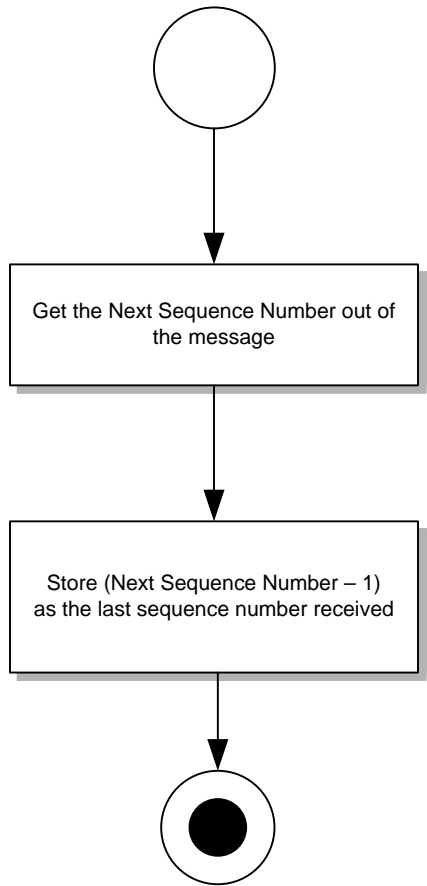 Get the Next Sequence Number out of
the message
Store (Next Sequence Number – 1)
as the last sequence number received